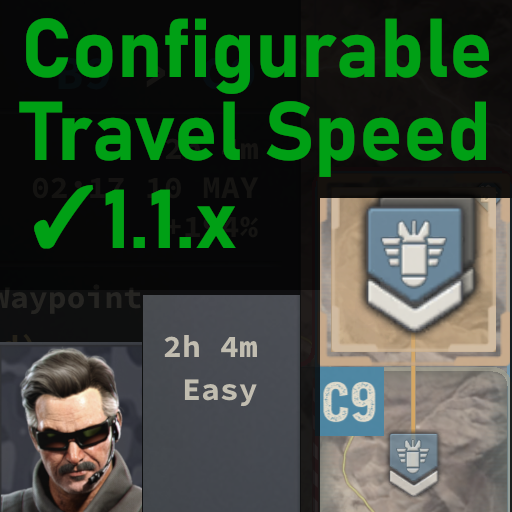 Configurable
Travel Speed
✓1.1.x
02:17 10 MAY
Waypoint
2h 4m
Easy
C9